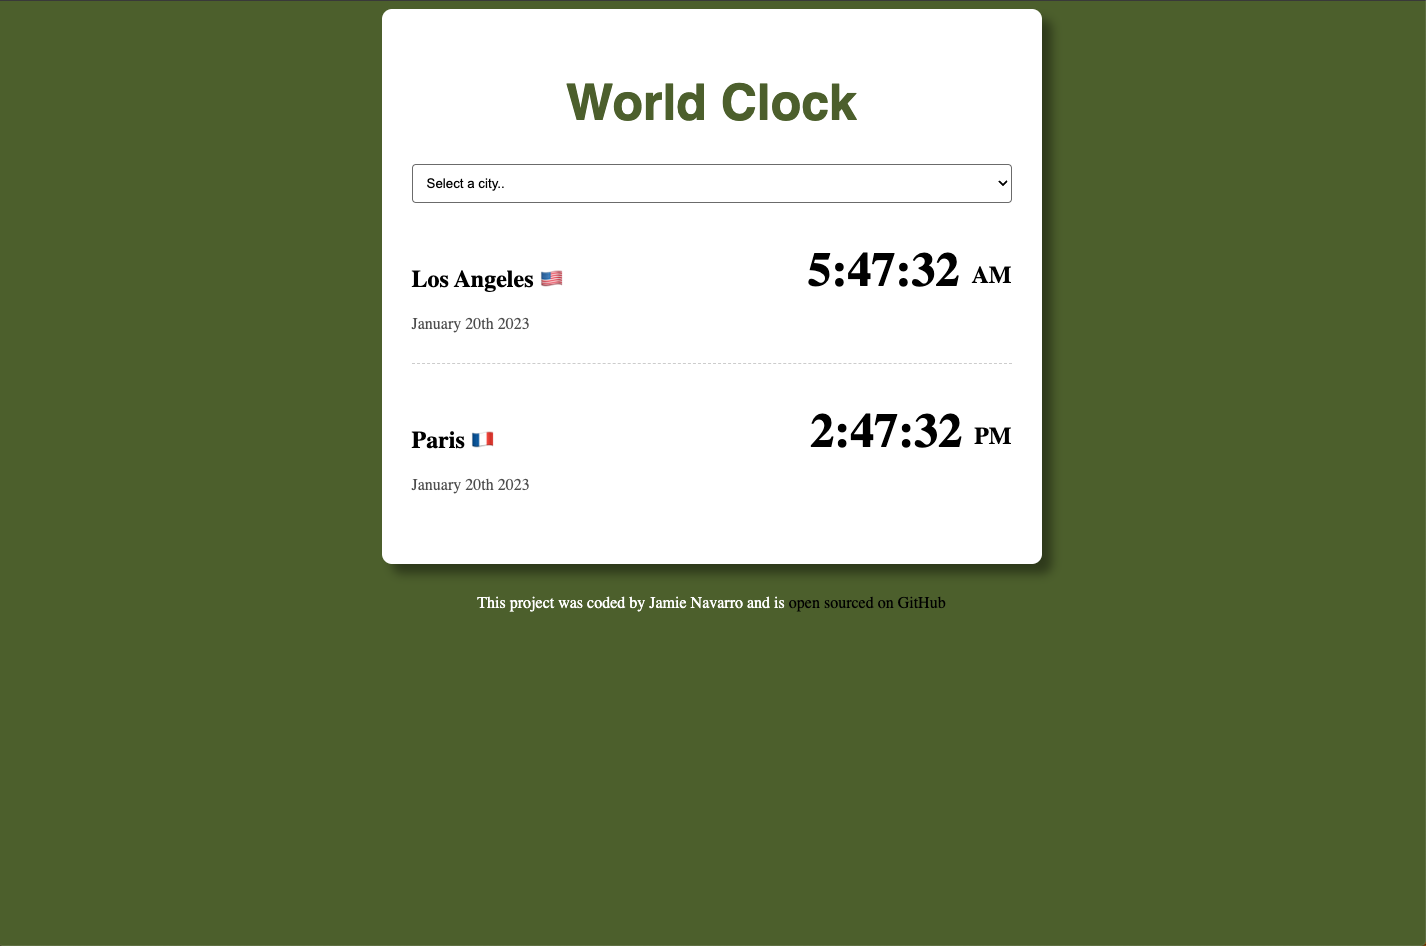 World Clock
Select a city..
Los Angeles 🇺🇸
5:47:32 AM
January 20th 2023
Paris 🇫🇷
2:47:32 PM
January 20th 2023
This project was coded by Jamie Navarro and is open sourced on GitHub